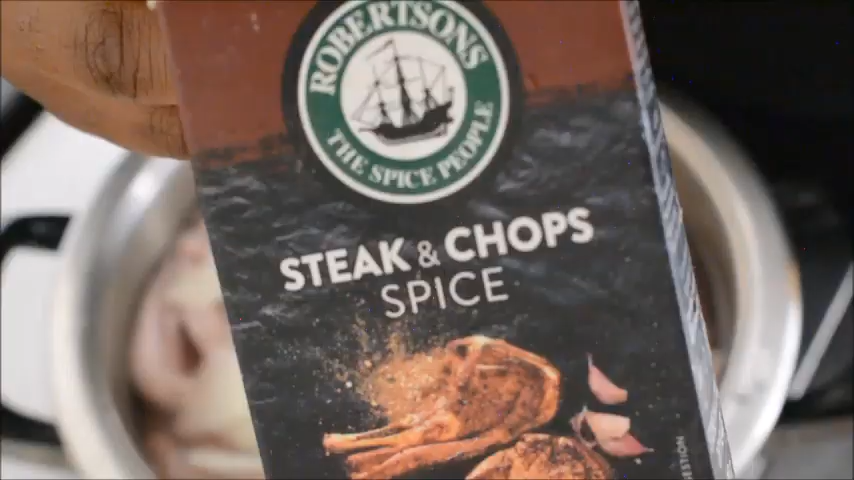 ROBERTSONS
THE SPICE PEOPLE
STEAK & CHOPS
SPICE